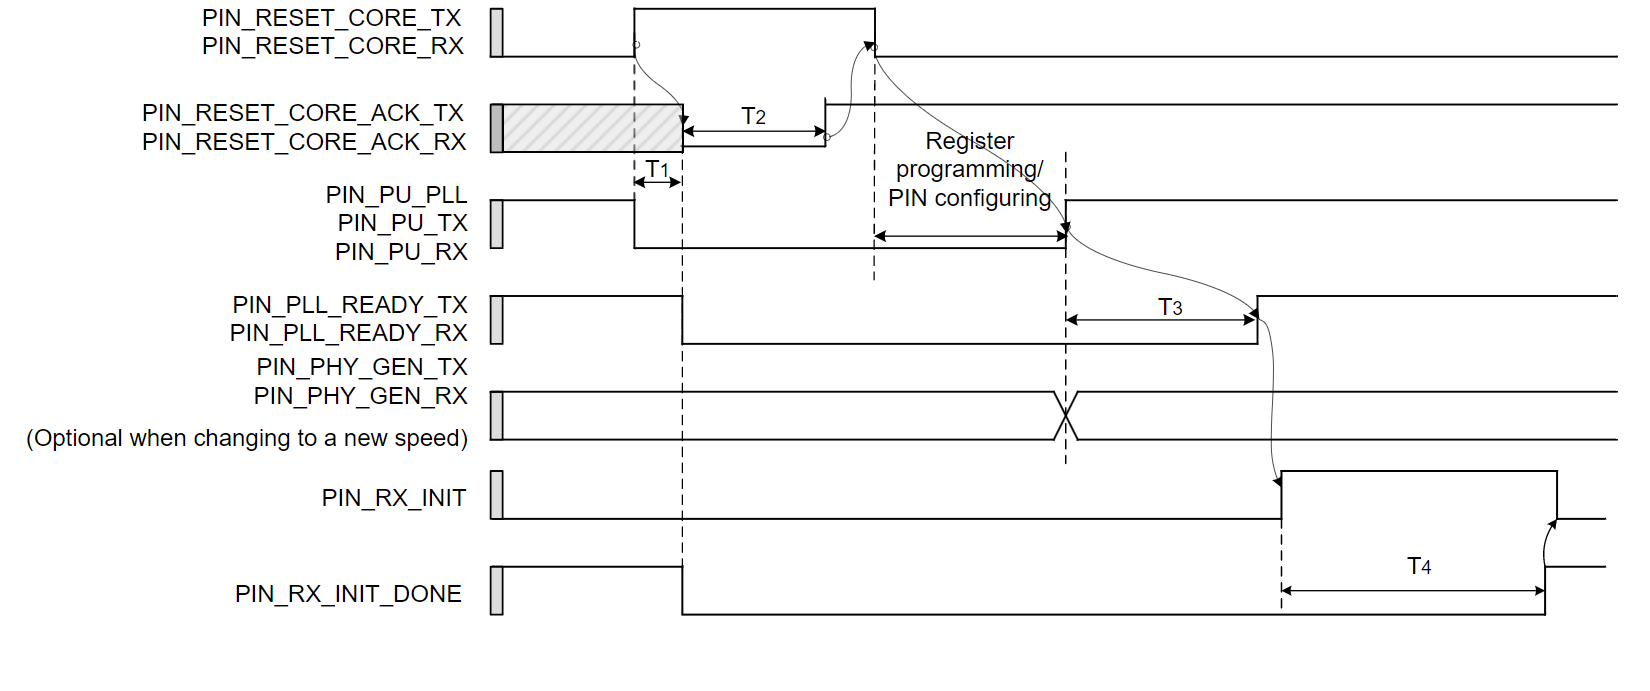 PIN_RESET_CORE_TX
PIN_RESET_CORE_RX
PIN_RESET_CORE_ACK_TX
PIN_RESET_CORE_ACK_RX
T2
Register
programming/
PIN configuring
T1
PIN_PU_PLL
PIN_PU_TX
PIN_PU_RX
PIN_PLL_READY_TX
PIN_PLL_READY_RX
T3
PIN_PHY_GEN_TX
PIN_PHY_GEN_RX
(Optional when changing to a new speed)
PIN_RX_INIT
T4
PIN_RX_INIT_DONE